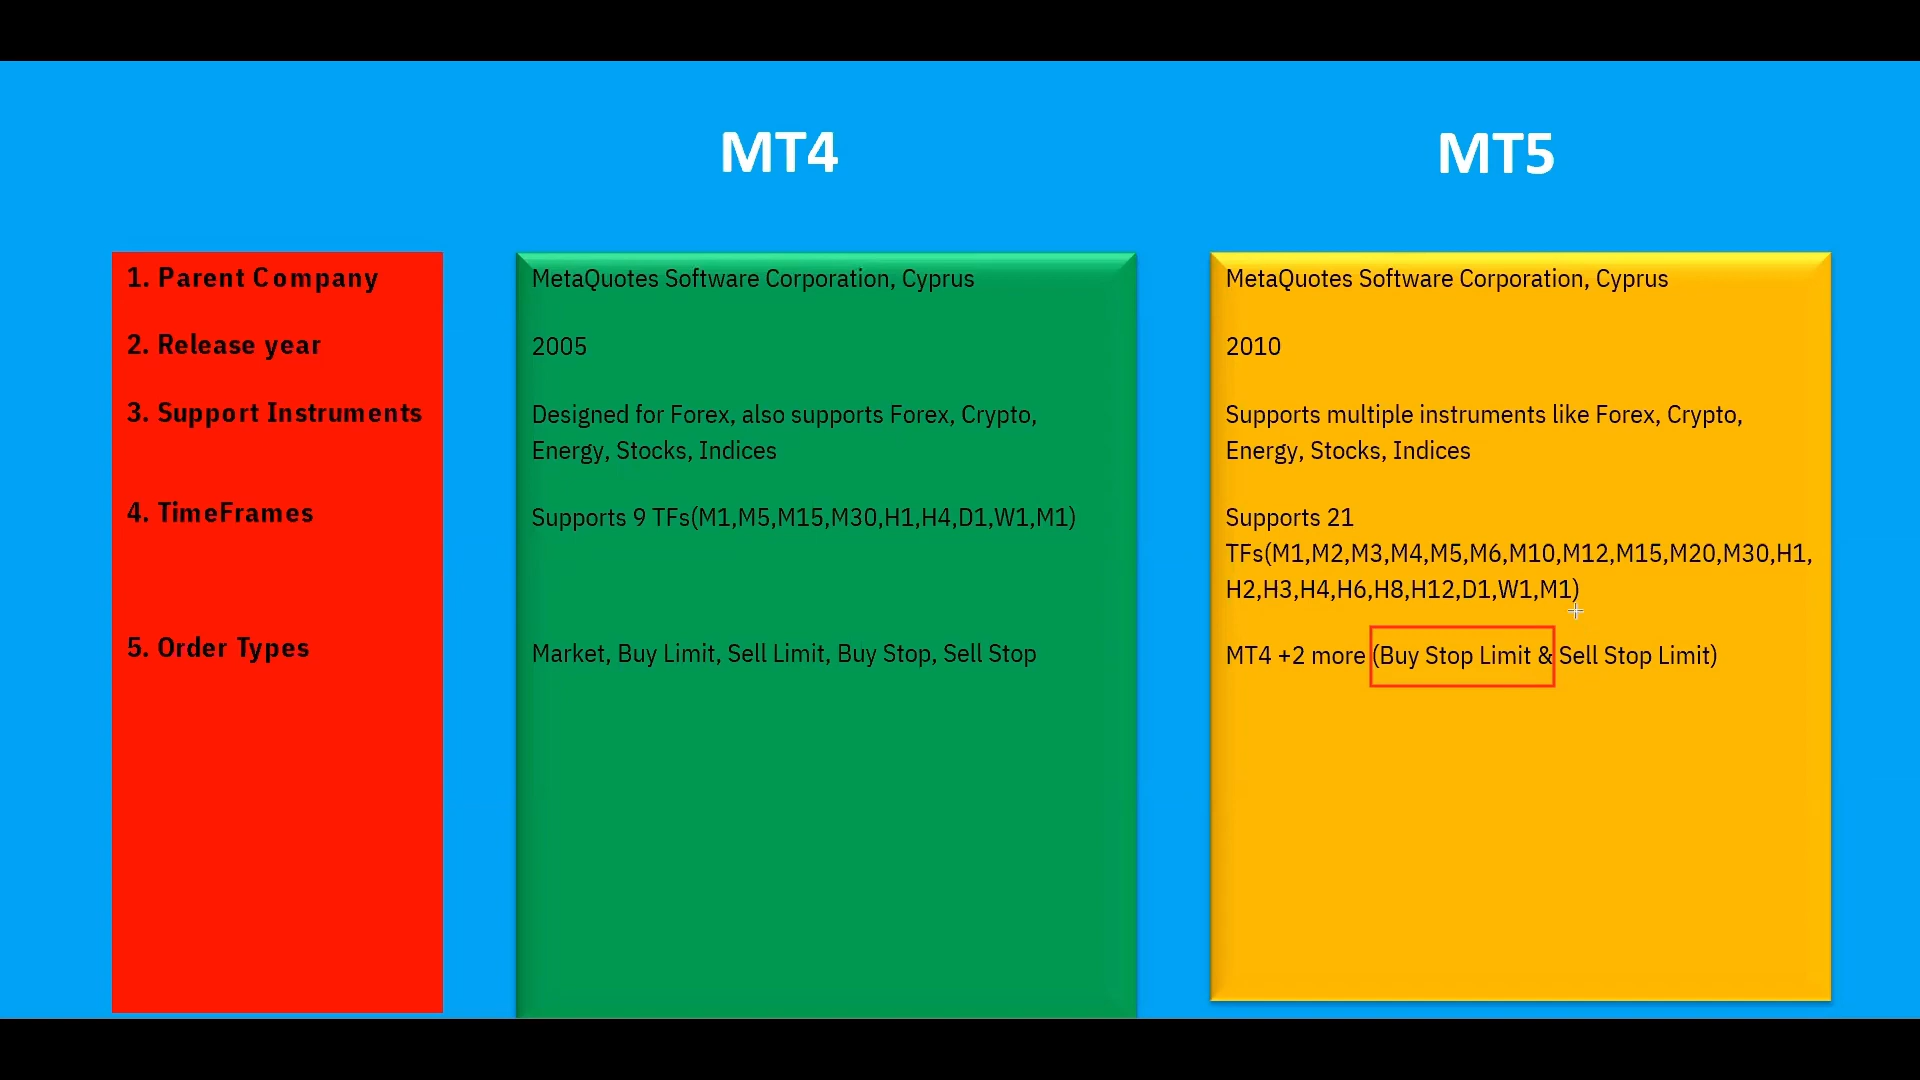 MT4
MT5
1. Parent Company
MetaQuotes Software Corporation, Cyprus
MetaQuotes Software Corporation, Cyprus
2. Release year
2005
2010
3. Support Instruments
Designed for Forex, also supports Forex, Crypto,
Energy, Stocks, Indices
Supports multiple instruments like Forex, Crypto,
Energy, Stocks, Indices
4. TimeFrames
Supports 9 TFs(M1,M5,M15,M30,H1,H4,D1,W1,M1)
Supports 21
TFs(M1,M2,M3,M4,M5,M6,M10,M12,M15,M20,M30,H1,
H2,H3,H4,H6,H8,H12,D1,W1,M1)
5. Order Types
Market, Buy Limit, Sell Limit, Buy Stop, Sell Stop
MT4 +2 more (Buy Stop Limit & Sell Stop Limit)